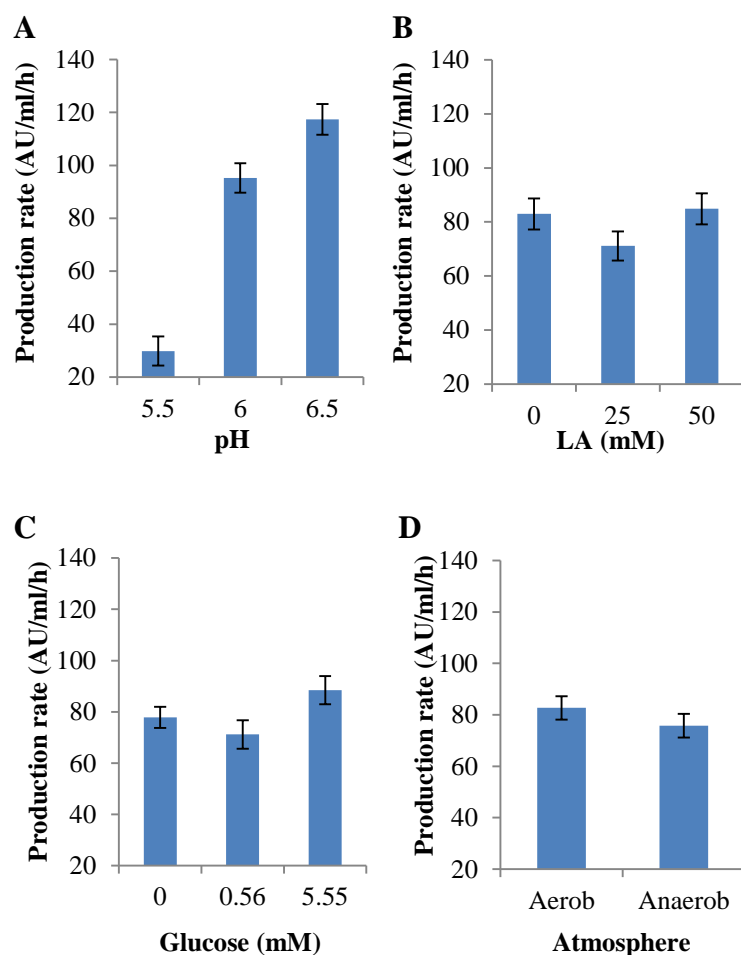 A
Production rate (AU/ml/h)
140
120
100
80
60
40
20
5.5 6 6.5
pH
B
Production rate (AU/ml/h)
140
120
100
80
60
40
20
0 25 50
LA (mM)
C
Production rate (AU/ml/h)
140
120
100
80
60
40
20
0 0.56 5.55
Glucose (mM)
D
Production rate (AU/ml/h)
140
120
100
80
60
40
20
Aerob Anaerob
Atmosphere